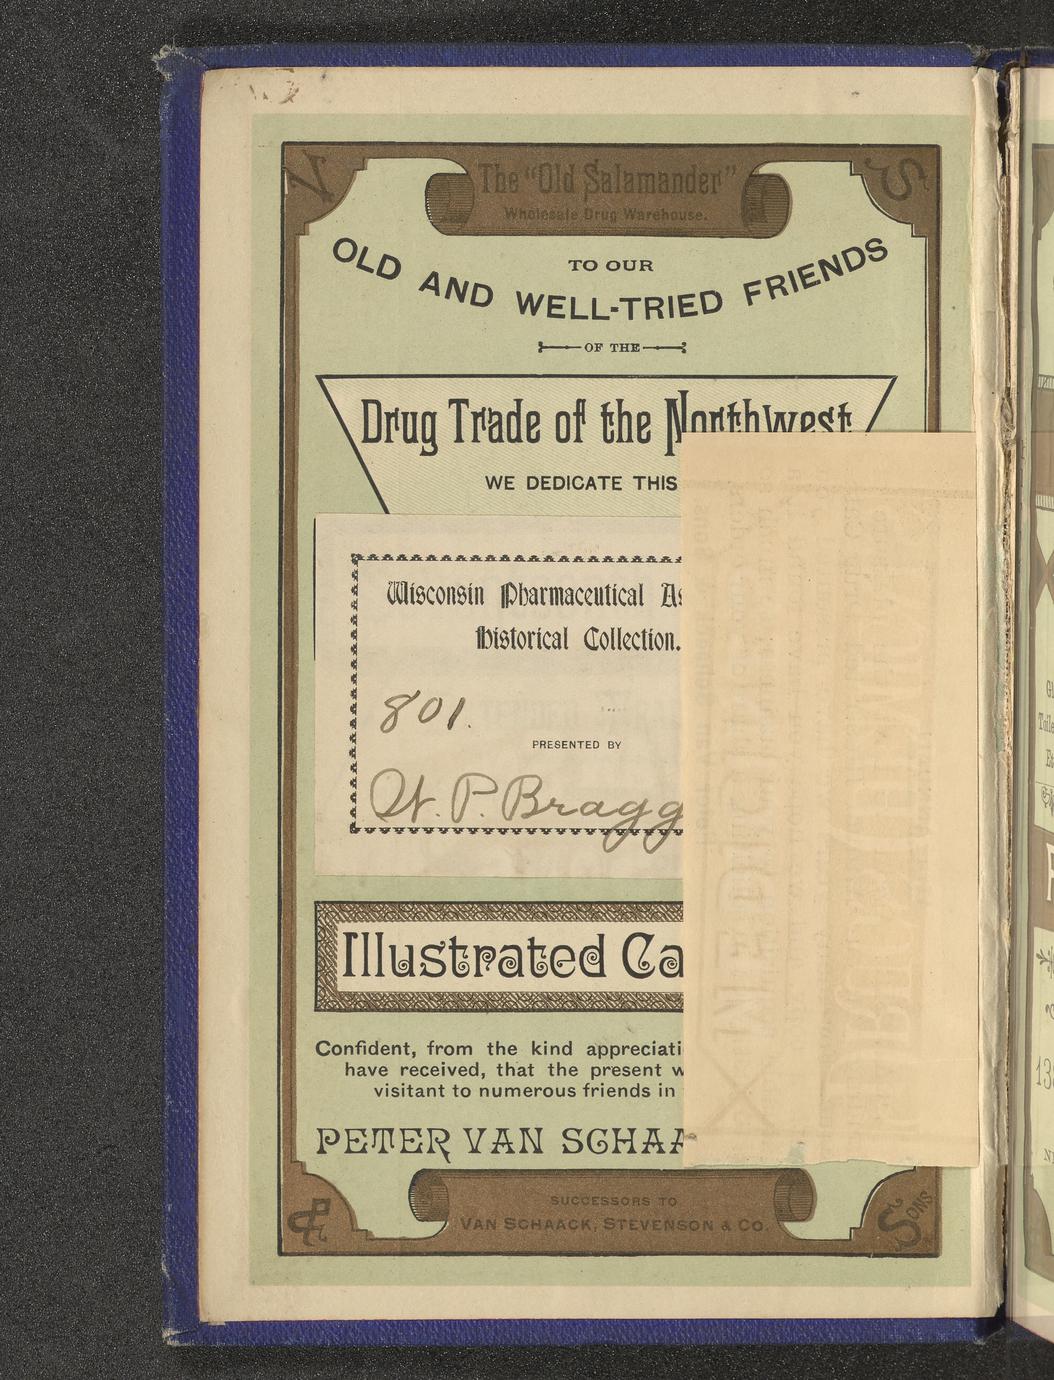 The "Old Salamander"
Wholesale Drug Warehouse.
TO OUR
OLD AND WELL-TRIED FRIENDS
OF THE
Drug Trade of the Northwest
WE DEDICATE THIS
Wisconsin Pharmaceutical As
Historical Collection.
801.
PRESENTED BY
W. P. Bragg
Illustrated Ca
Confident, from the kind appreciati
have received, that the present w
visitant to numerous friends in
PETER VAN SCHAA
SUCCESSORS TO
VAN SCHAACK, STEVENSON & CO.
SONS